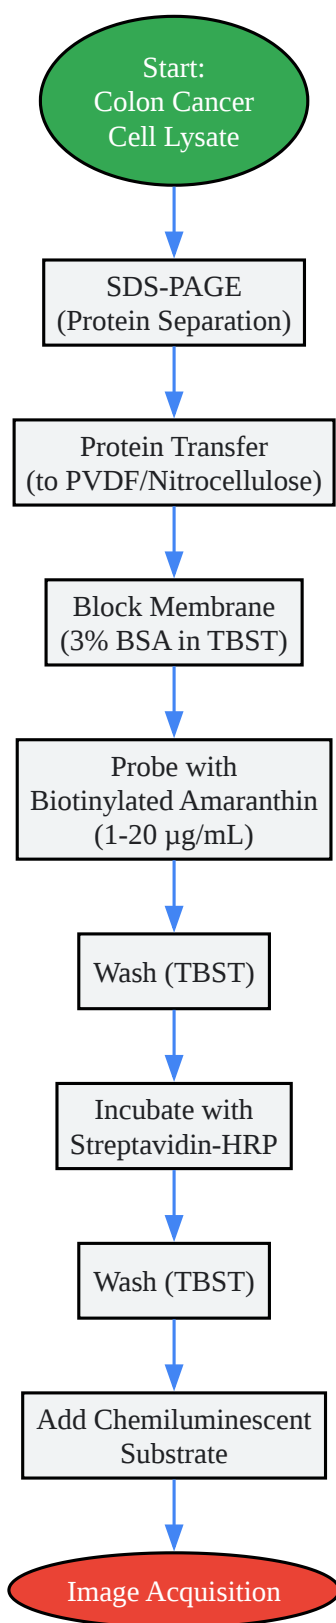 Start:
Colon Cancer
Cell Lysate
SDS-PAGE
(Protein Separation)
Protein Transfer
(to PVDF/Nitrocellulose)
Block Membrane
(3% BSA in TBST)
Probe with
Biotinylated Amaranthin
(1-20 µg/mL)
Wash (TBST)
Incubate with
Streptavidin-HRP
Wash (TBST)
Add Chemiluminescent
Substrate
Image Acquisition